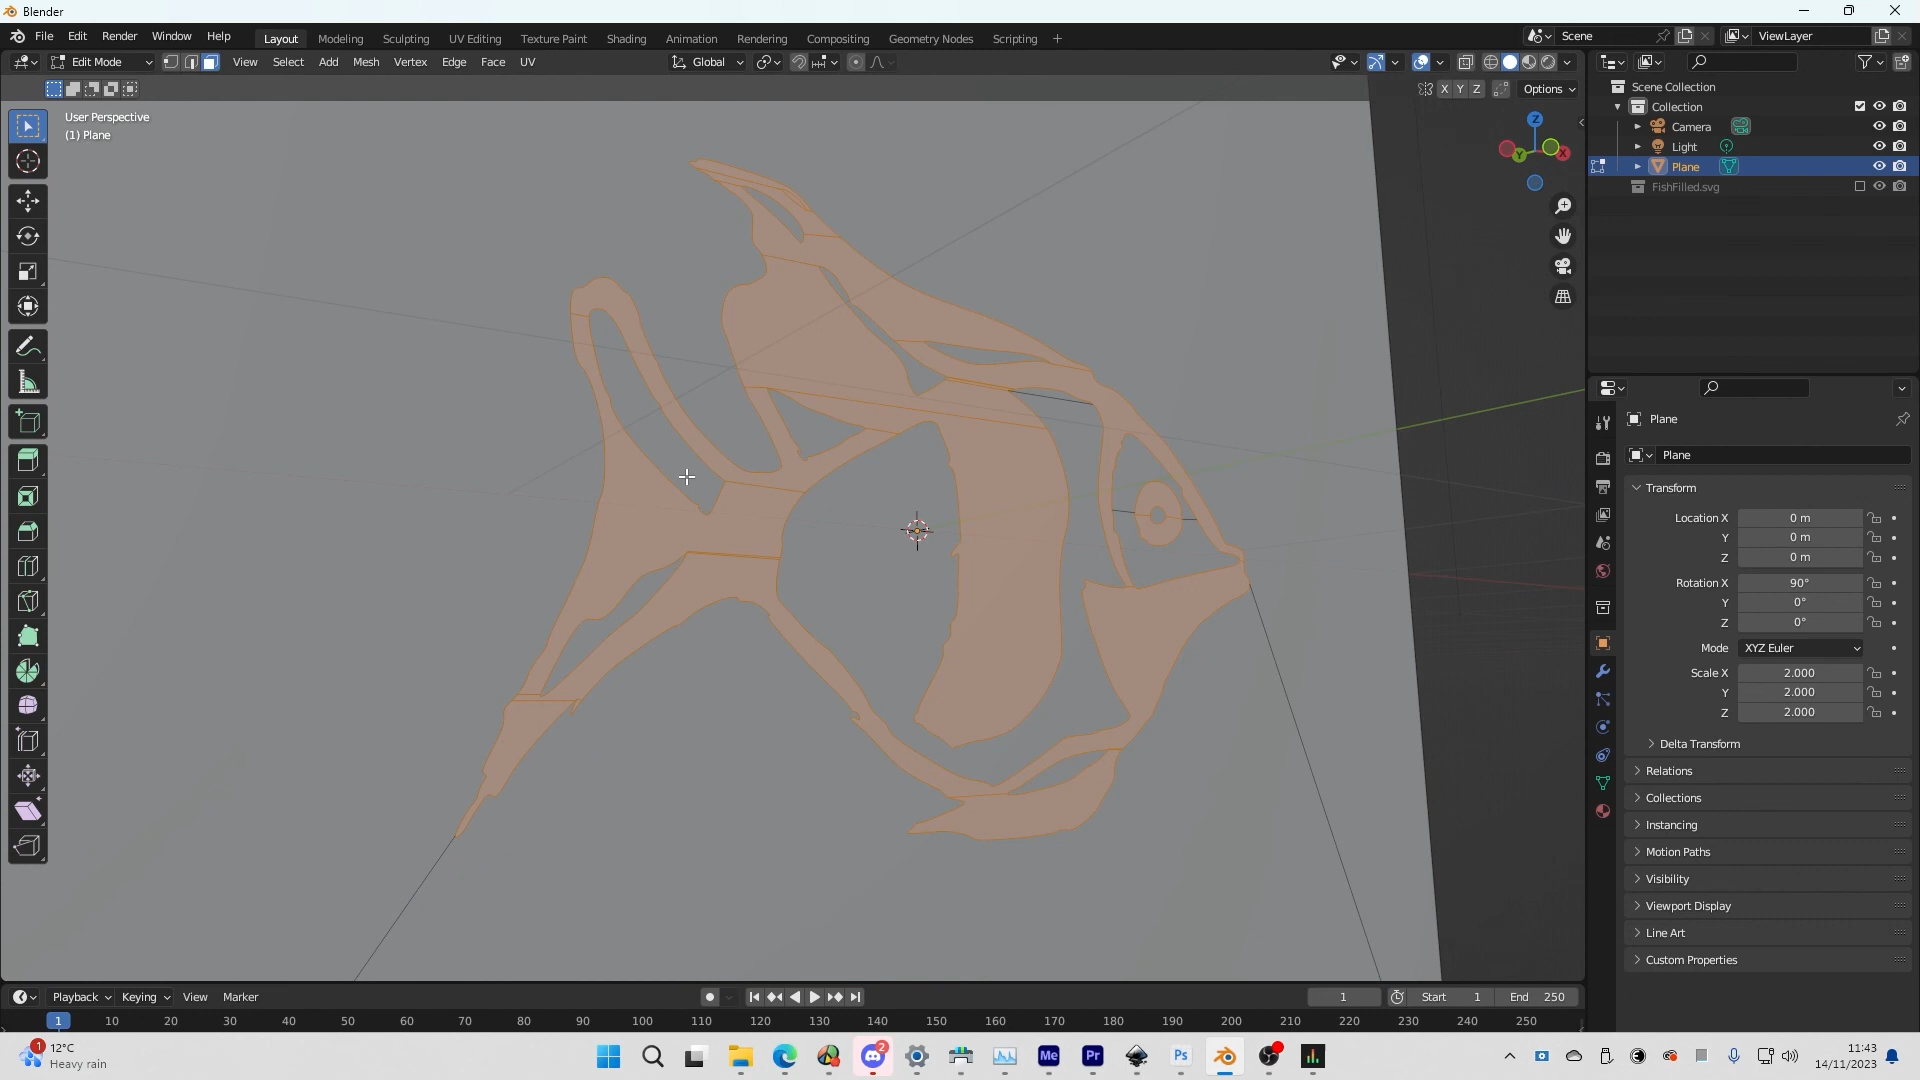 Blender
File Edit Render Window Help Layout Modeling Sculpting UV Editing Texture Paint Shading Animation Rendering Compositing Geometry Nodes Scripting + Scene ViewLayer
Edit Mode View Select Add Mesh Vertex Edge Face UV Global
X Y Z Options
User Perspective
(1) Plane
Z
Y X
Scene Collection
Collection
Camera
Light
Plane
FishFilled.svg
Plane
Plane
Transform
Location X 0 m
Y 0 m
Z 0 m
Rotation X 90°
Y 0°
Z 0°
Mode XYZ Euler
Scale X 2.000
Y 2.000
Z 2.000
Delta Transform
Relations
Collections
Instancing
Motion Paths
Visibility
Viewport Display
Line Art
Custom Properties
Playback Keying View Marker 1 Start 1 End 250
1 10 20 30 40 50 60 70 80 90 100 110 120 130 140 150 160 170 180 190 200 210 220 230 240 250
1 12°C
Heavy rain
2 Me Pr Ps
11:43
14/11/2023